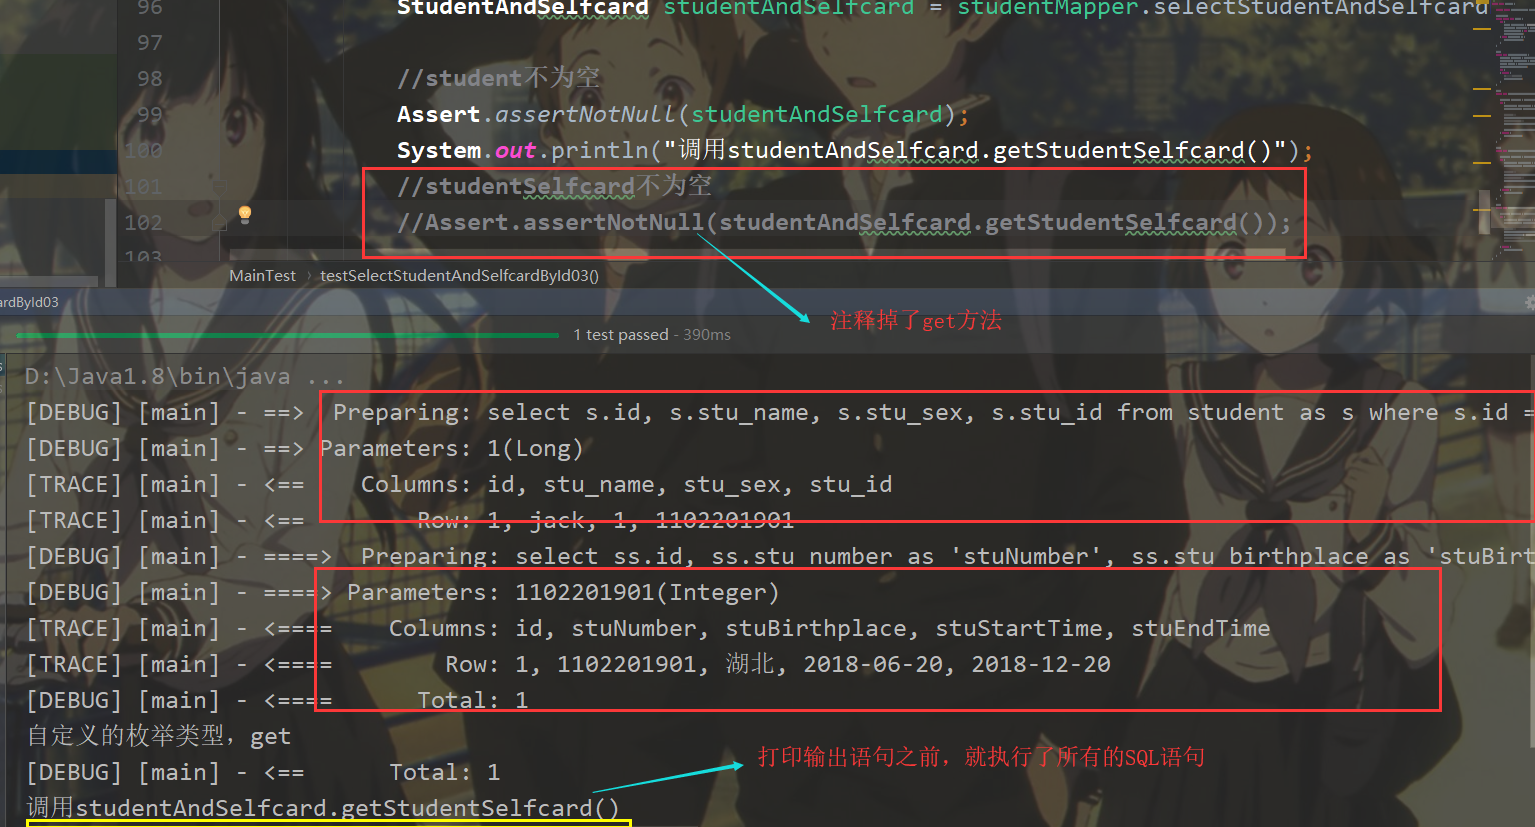 96 StudentAndSelfcard studentAndSelfcard = studentMapper.selectStudentAndSelfcard
97
98 //student不为空
99 Assert.assertNotNull(studentAndSelfcard);
100 System.out.println("调用studentAndSelfcard.getStudentSelfcard()");
101 //studentSelfcard不为空
102 //Assert.assertNotNull(studentAndSelfcard.getStudentSelfcard());
103
MainTest › testSelectStudentAndSelfcardById03()
ardById03
注释掉了get方法
1 test passed - 390ms
D:\Java1.8\bin\java ...
[DEBUG] [main] - ==>  Preparing: select s.id, s.stu_name, s.stu_sex, s.stu_id from student as s where s.id =
[DEBUG] [main] - ==> Parameters: 1(Long)
[TRACE] [main] - <==    Columns: id, stu_name, stu_sex, stu_id
[TRACE] [main] - <==        Row: 1, jack, 1, 1102201901
[DEBUG] [main] - ====>  Preparing: select ss.id, ss.stu_number as 'stuNumber', ss.stu_birthplace as 'stuBirt
[DEBUG] [main] - ====> Parameters: 1102201901(Integer)
[TRACE] [main] - <====    Columns: id, stuNumber, stuBirthplace, stuStartTime, stuEndTime
[TRACE] [main] - <====        Row: 1, 1102201901, 湖北, 2018-06-20, 2018-12-20
[DEBUG] [main] - <====      Total: 1
自定义的枚举类型，get
打印输出语句之前，就执行了所有的SQL语句
[DEBUG] [main] - <==      Total: 1
调用studentAndSelfcard.getStudentSelfcard()